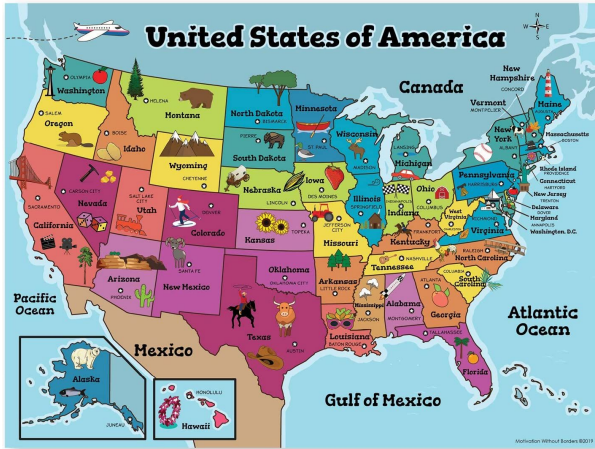 United States of America
N
W
E
S
Canada
OLYMPIA
Washington
SALEM
Oregon
HELENA
Montana
BOISE
Idaho
North Dakota
BISMARCK
Minnesota
ST. PAUL
PIERRE
South Dakota
Wisconsin
MADISON
LANSING
Michigan
New
Hampshire
CONCORD
Vermont
MONTPELIER
Maine
AUGUSTA
New
York
ALBANY
Massachusetts
BOSTON
Rhode Island
PROVIDENCE
Connecticut
HARTFORD
New Jersey
TRENTON
Delaware
DOVER
Maryland
ANNAPOLIS
Washington, D.C.
Pennsylvania
HARRISBURG
Wyoming
CHEYENNE
Nebraska
LINCOLN
Iowa
DES MOINES
Illinois
SPRINGFIELD
Indiana
INDIANAPOLIS
Ohio
COLUMBUS
West
Virginia
RICHMOND
Virginia
CARSON CITY
Nevada
SACRAMENTO
California
SALT LAKE
CITY
Utah
DENVER
Colorado
TOPEKA
Kansas
JEFFERSON
CITY
Missouri
FRANKFORT
Kentucky
RALEIGH
North Carolina
NASHVILLE
Tennessee
COLUMBIA
South
Carolina
Arizona
PHOENIX
SANTA FE
New Mexico
Oklahoma
OKLAHOMA CITY
Arkansas
LITTLE ROCK
Mississippi
JACKSON
Alabama
MONTGOMERY
ATLANTA
Georgia
Texas
AUSTIN
Louisiana
BATON ROUGE
TALLAHASSEE
Florida
Pacific
Ocean
Atlantic
Ocean
Mexico
Gulf of Mexico
Alaska
JUNEAU
HONOLULU
Hawaii
Motivation Without Borders ©2019